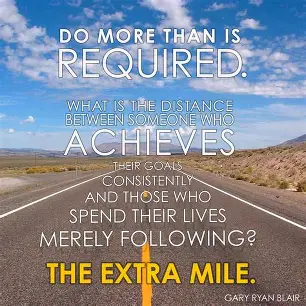 DO MORE THAN IS
REQUIRED.
WHAT IS THE DISTANCE
BETWEEN SOMEONE WHO
ACHIEVES
THEIR GOALS
CONSISTENTLY
AND THOSE WHO
SPEND THEIR LIVES
MERELY FOLLOWING?
THE EXTRA MILE.
GARY RYAN BLAIR